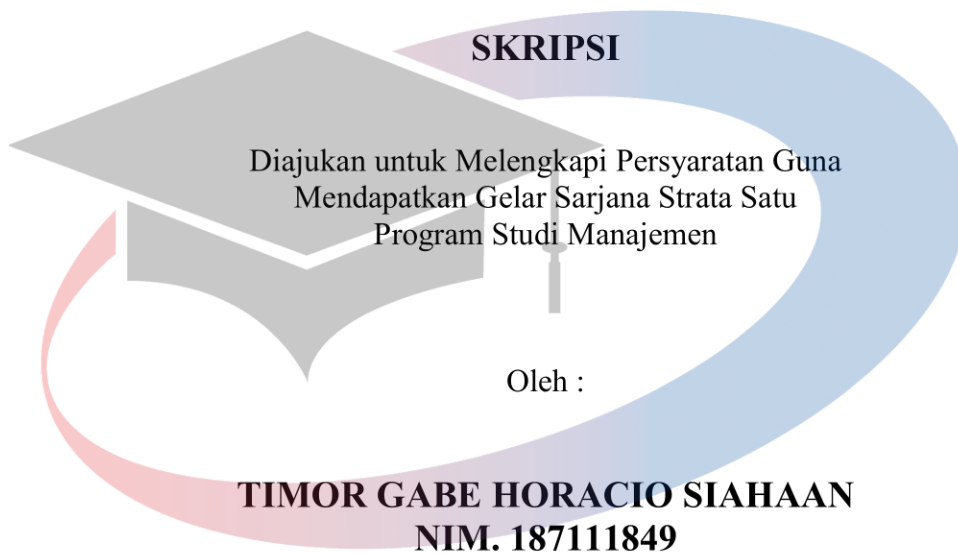 SKRIPSI
Diajukan untuk Melengkapi Persyaratan Guna
Mendapatkan Gelar Sarjana Strata Satu
Program Studi Manajemen
Oleh :
TIMOR GABE HORACIO SIAHAAN
NIM. 187111849